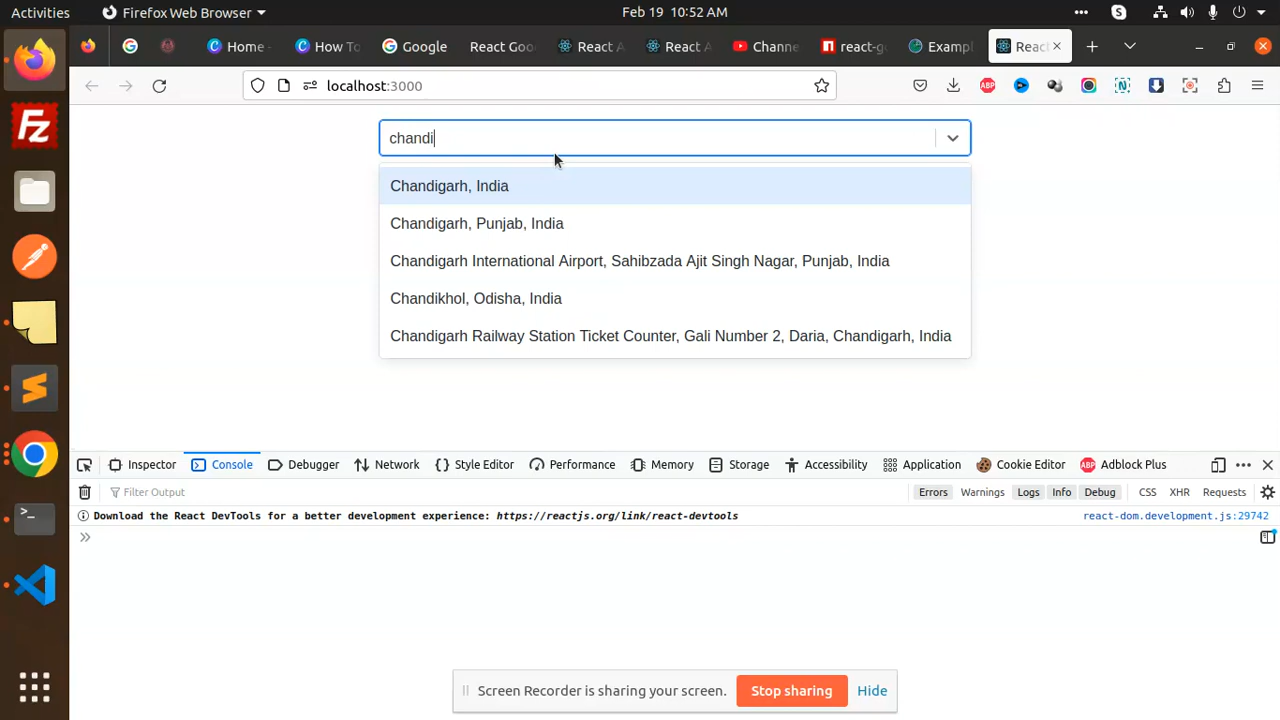 Activities Firefox Web Browser Feb 19 10:52 AM
Home - How To Google React Goo React A React A Channe react-g Exampl Reac
localhost:3000
chandi
Chandigarh, India
Chandigarh, Punjab, India
Chandigarh International Airport, Sahibzada Ajit Singh Nagar, Punjab, India
Chandikhol, Odisha, India
Chandigarh Railway Station Ticket Counter, Gali Number 2, Daria, Chandigarh, India
Inspector Console Debugger Network {} Style Editor Performance Memory Storage Accessibility Application Cookie Editor Adblock Plus
Filter Output Errors Warnings Logs Info Debug CSS XHR Requests
Download the React DevTools for a better development experience: https://reactjs.org/link/react-devtools react-dom.development.js:29742
Screen Recorder is sharing your screen. Stop sharing Hide